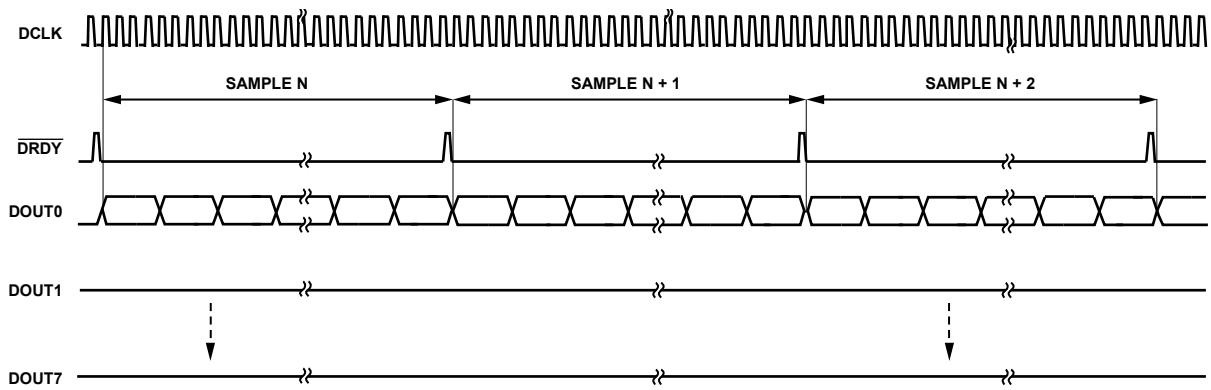 DCLK
SAMPLE N
SAMPLE N + 1
SAMPLE N + 2
DRDY
DOUT0
DOUT1
DOUT7